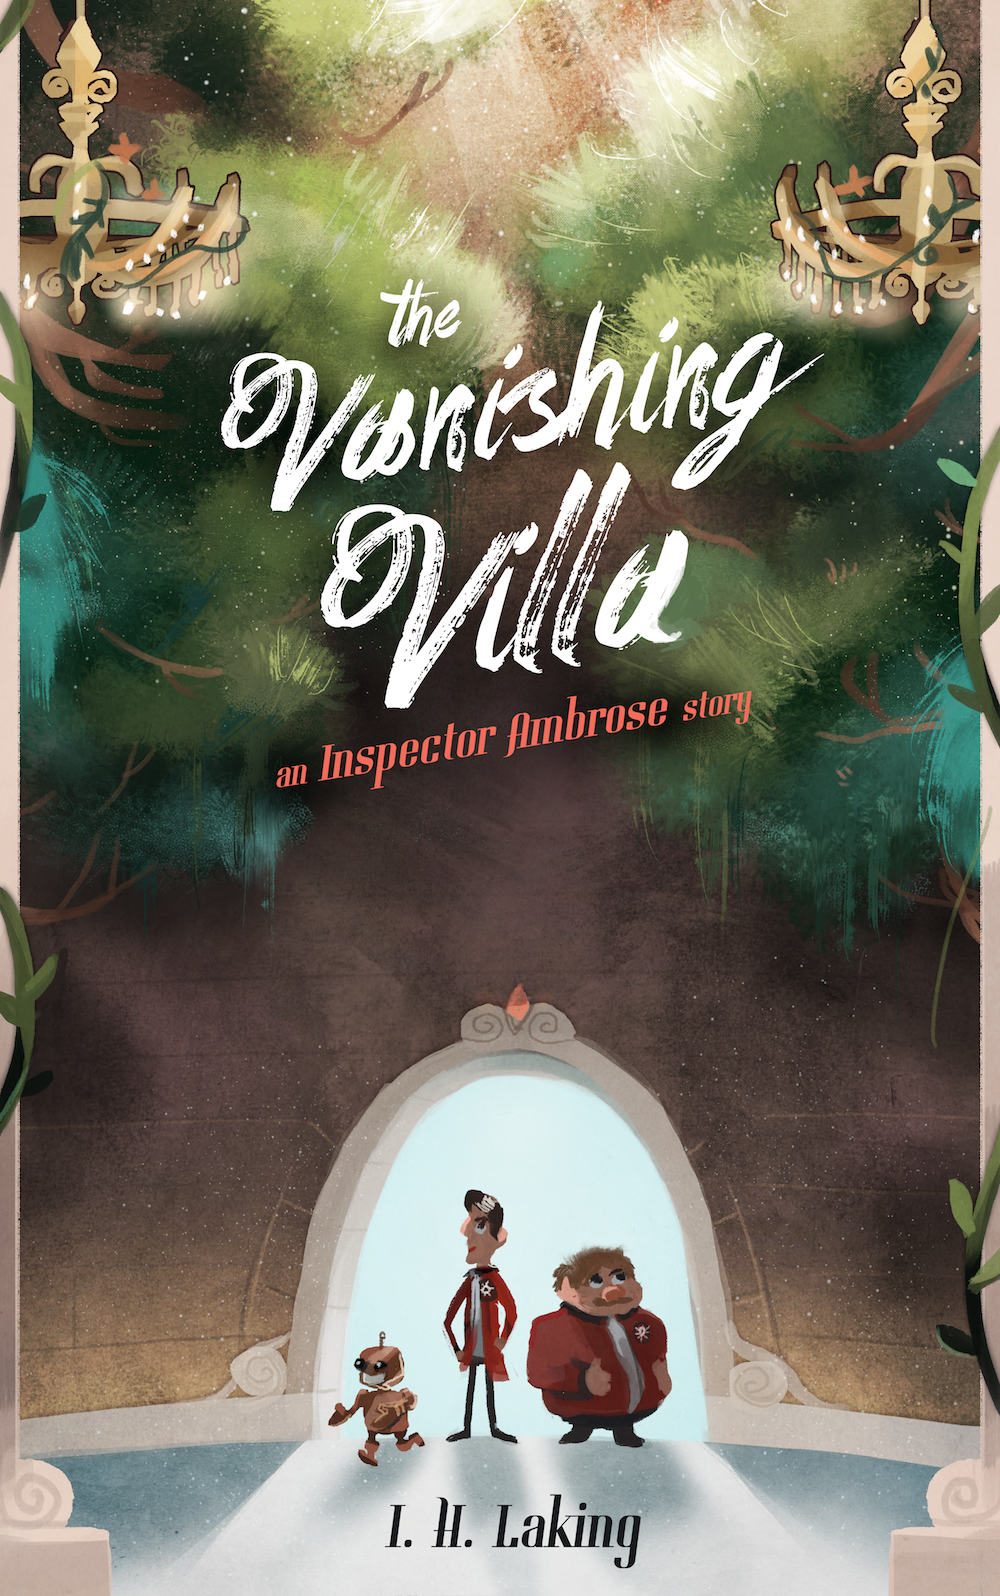 the
Vanishing
Villa
an Inspector Ambrose story
I. H. Laking